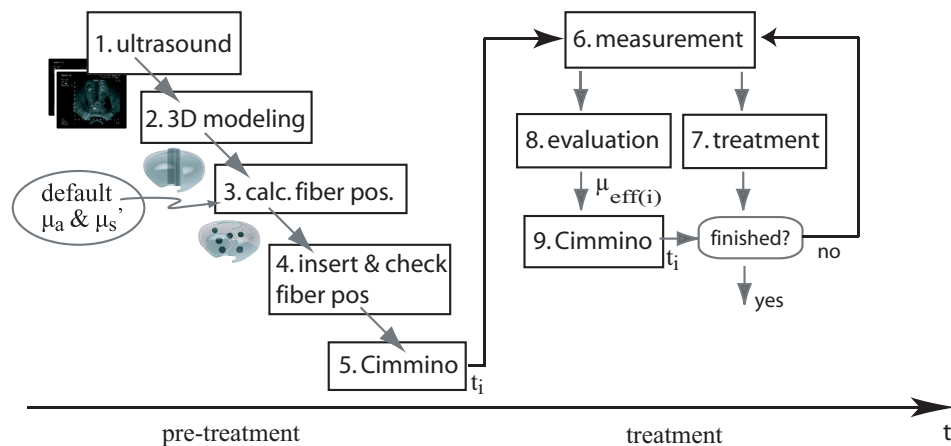 1. ultrasound
2. 3D modeling
default
μa & μs’
3. calc. fiber pos.
4. insert & check
fiber pos
5. Cimmino
ti
6. measurement
8. evaluation
7. treatment
μeff(i)
9. Cimmino
ti
finished?
no
yes
pre-treatment
treatment
t